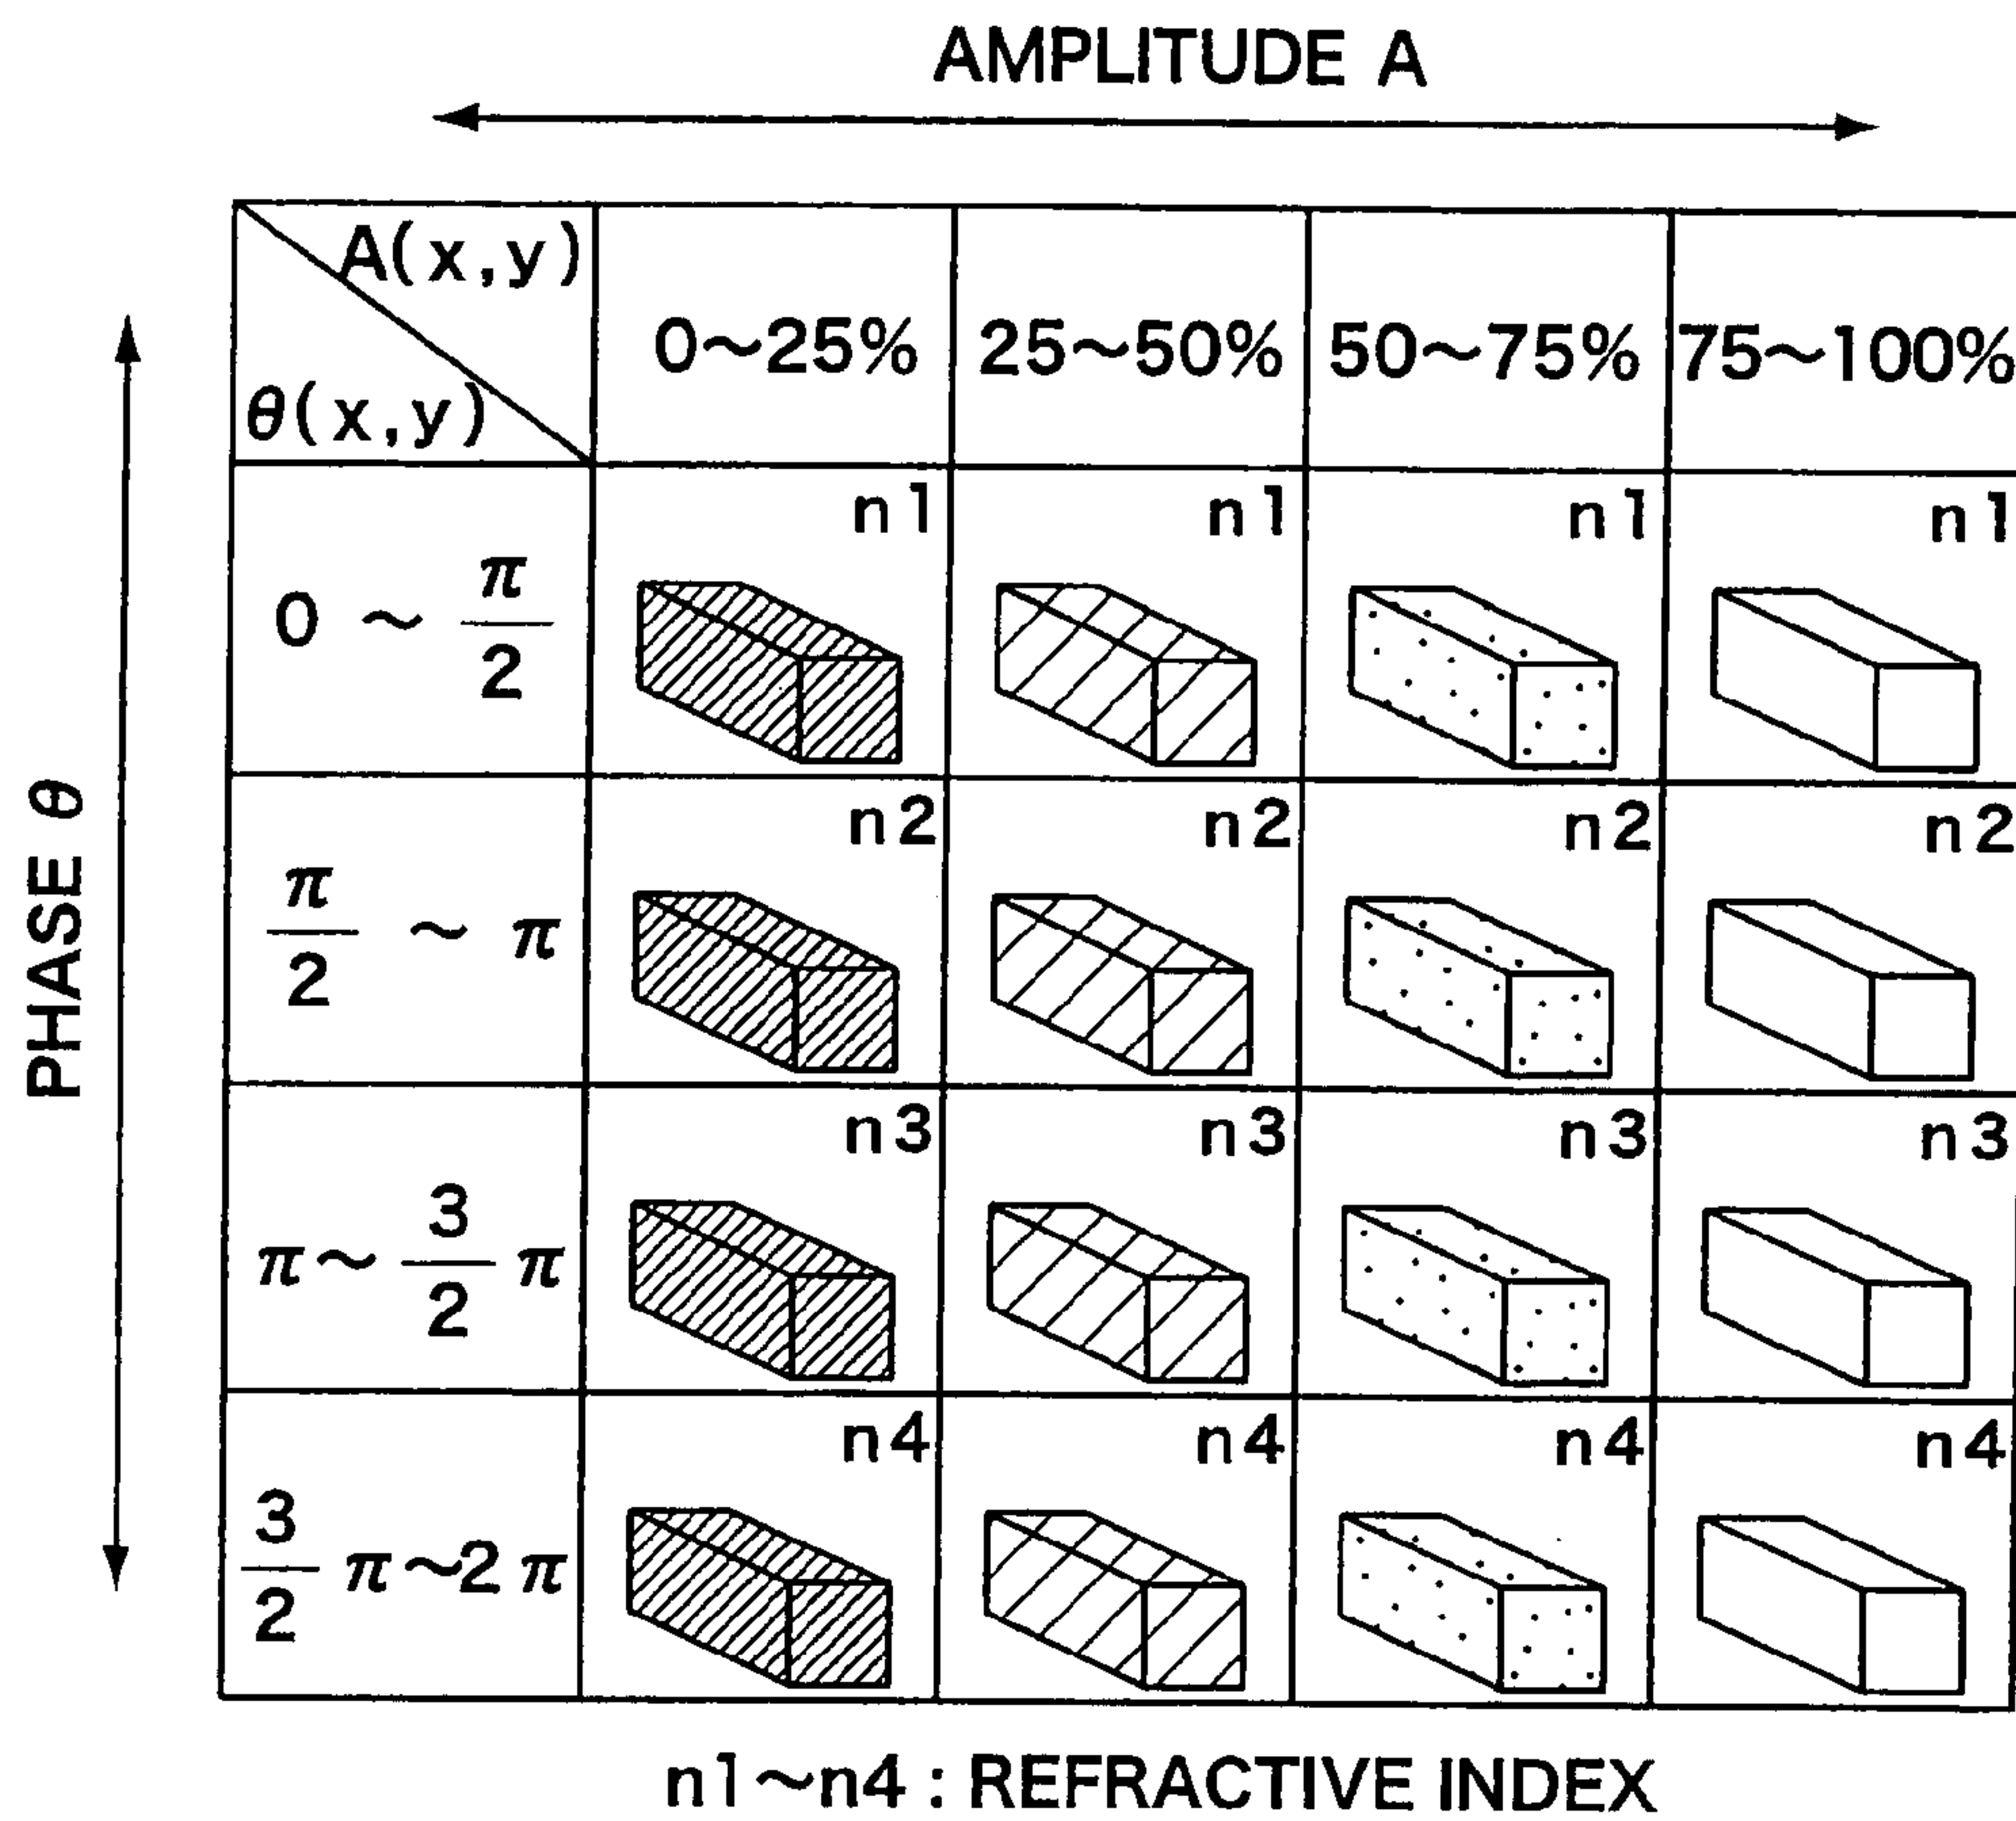 AMPLITUDE A
PHASE θ
A(x,y)
θ(x,y)
0~25% 25~50% 50~75% 75~100%
0 ~ π/2 n1 n1 n1 n1
π/2 ~ π n2 n2 n2 n2
π~ 3/2 π n3 n3 n3 n3
3/2 π~2π n4 n4 n4 n4
n1~n4 : REFRACTIVE INDEX